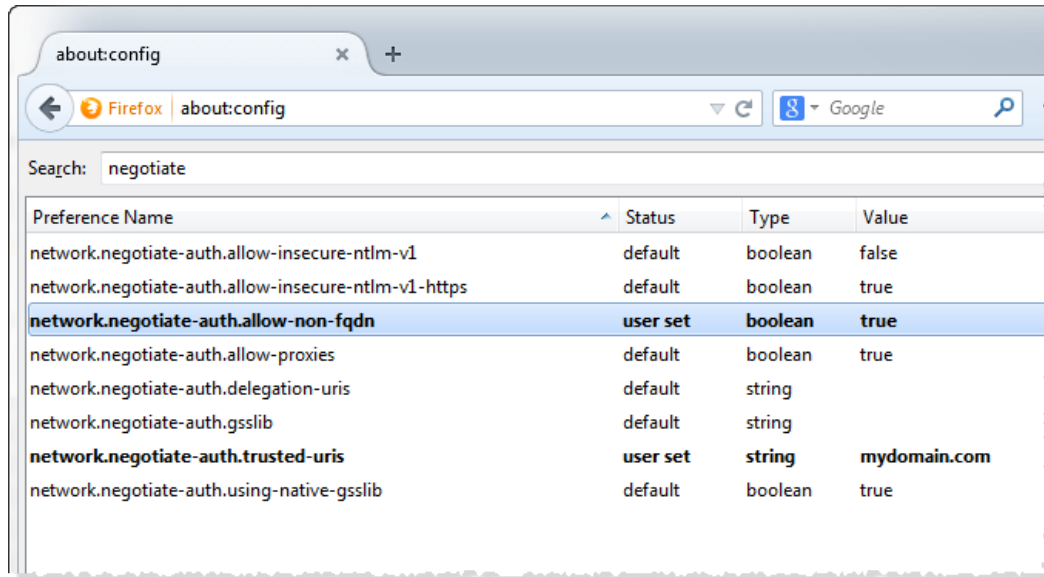 about:config
Firefox about:config Google
Search: negotiate
Preference Name Status Type Value
network.negotiate-auth.allow-insecure-ntlm-v1 default boolean false
network.negotiate-auth.allow-insecure-ntlm-v1-https default boolean true
network.negotiate-auth.allow-non-fqdn user set boolean true
network.negotiate-auth.allow-proxies default boolean true
network.negotiate-auth.delegation-uris default string
network.negotiate-auth.gsslib default string
network.negotiate-auth.trusted-uris user set string mydomain.com
network.negotiate-auth.using-native-gsslib default boolean true